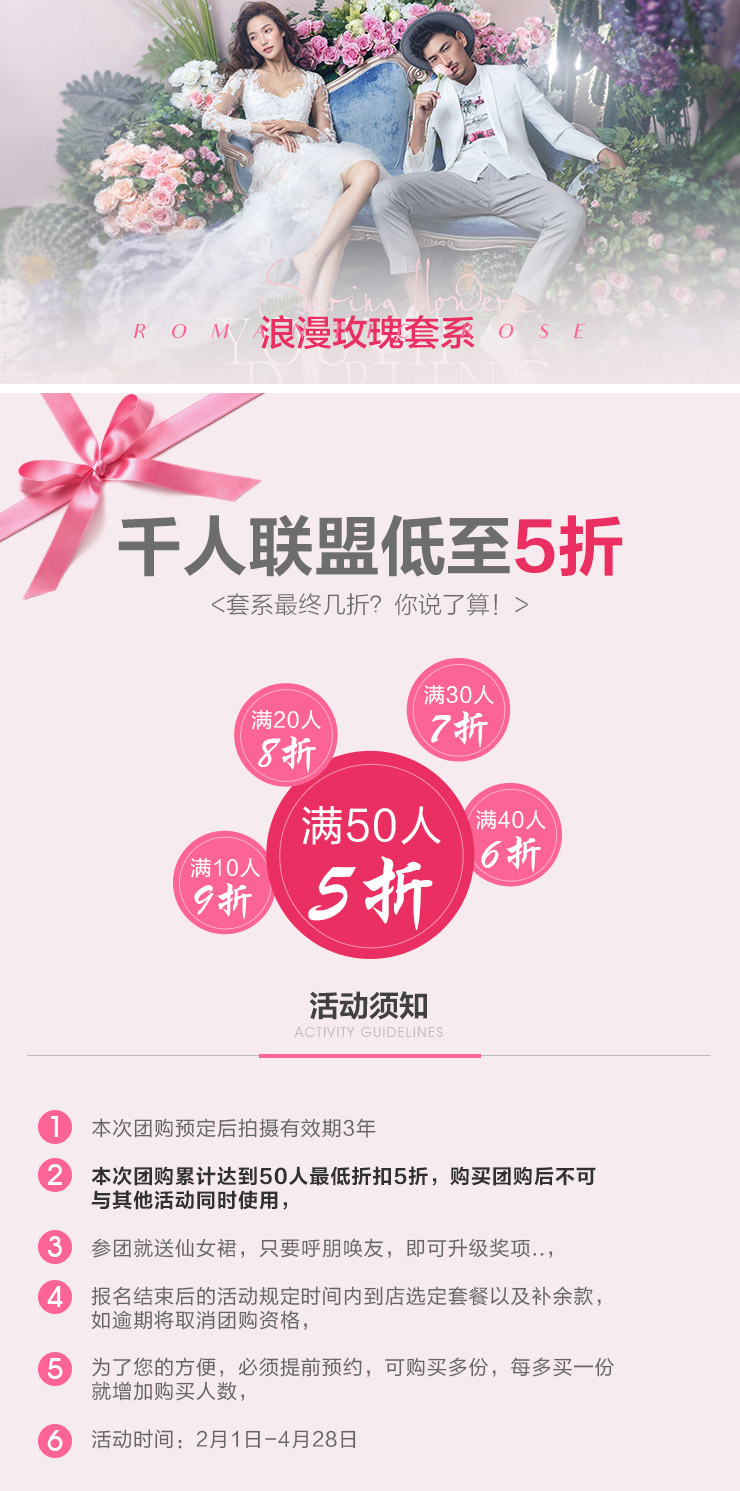 Spring flowers
ROMANTIC ROSE
浪漫玫瑰套系
DARLING
千人联盟低至5折
<套系最终几折？你说了算！>
满20人
8折
满30人
7折
满50人
5折
满40人
6折
满10人
9折
活动须知
ACTIVITY GUIDELINES
1 本次团购预定后拍摄有效期3年
2 本次团购累计达到50人最低折扣5折，购买团购后不可
与其他活动同时使用，
3 参团就送仙女裙，只要呼朋唤友，即可升级奖项..，
4 报名结束后的活动规定时间内到店选定套餐以及补余款，
如逾期将取消团购资格，
5 为了您的方便，必须提前预约，可购买多份，每多买一份
就增加购买人数，
6 活动时间：2月1日-4月28日